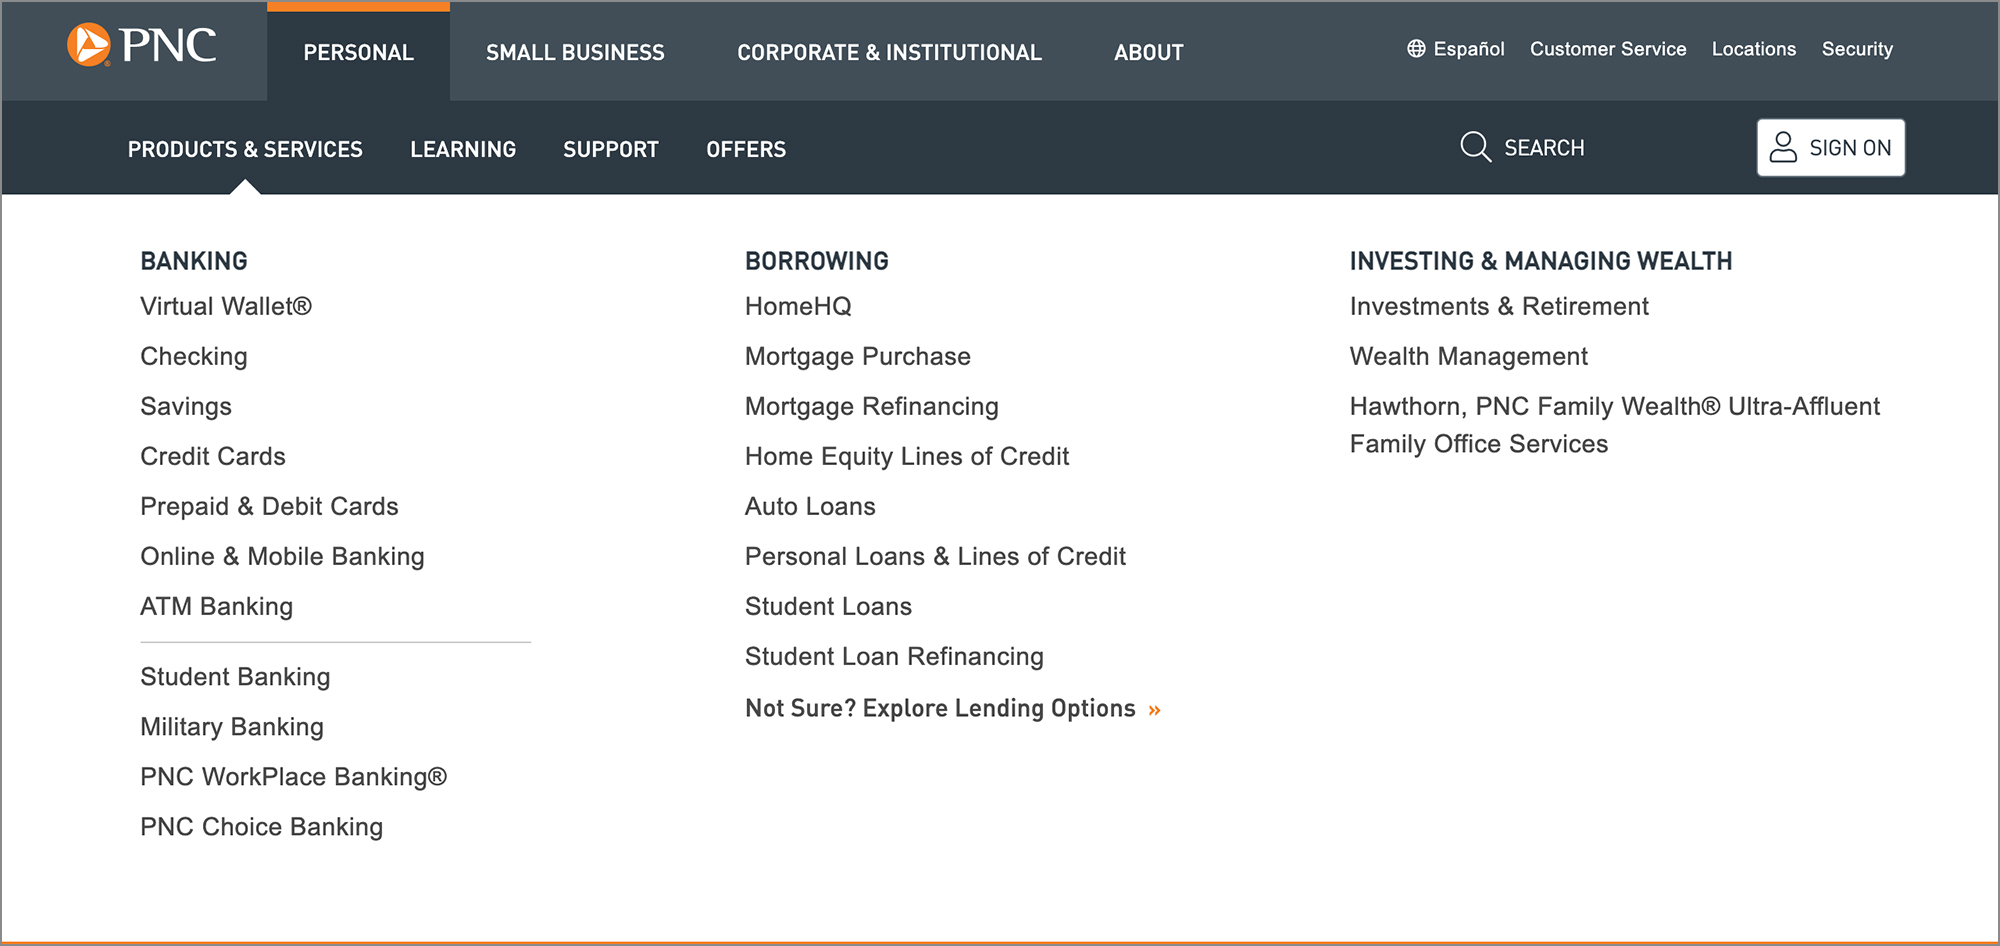 PNC
PERSONAL
SMALL BUSINESS
CORPORATE & INSTITUTIONAL
ABOUT
Español
Customer Service
Locations
Security
PRODUCTS & SERVICES
LEARNING
SUPPORT
OFFERS
SEARCH
SIGN ON
BANKING
Virtual Wallet®
Checking
Savings
Credit Cards
Prepaid & Debit Cards
Online & Mobile Banking
ATM Banking
Student Banking
Military Banking
PNC WorkPlace Banking®
PNC Choice Banking
BORROWING
HomeHQ
Mortgage Purchase
Mortgage Refinancing
Home Equity Lines of Credit
Auto Loans
Personal Loans & Lines of Credit
Student Loans
Student Loan Refinancing
Not Sure? Explore Lending Options »
INVESTING & MANAGING WEALTH
Investments & Retirement
Wealth Management
Hawthorn, PNC Family Wealth® Ultra-Affluent
Family Office Services